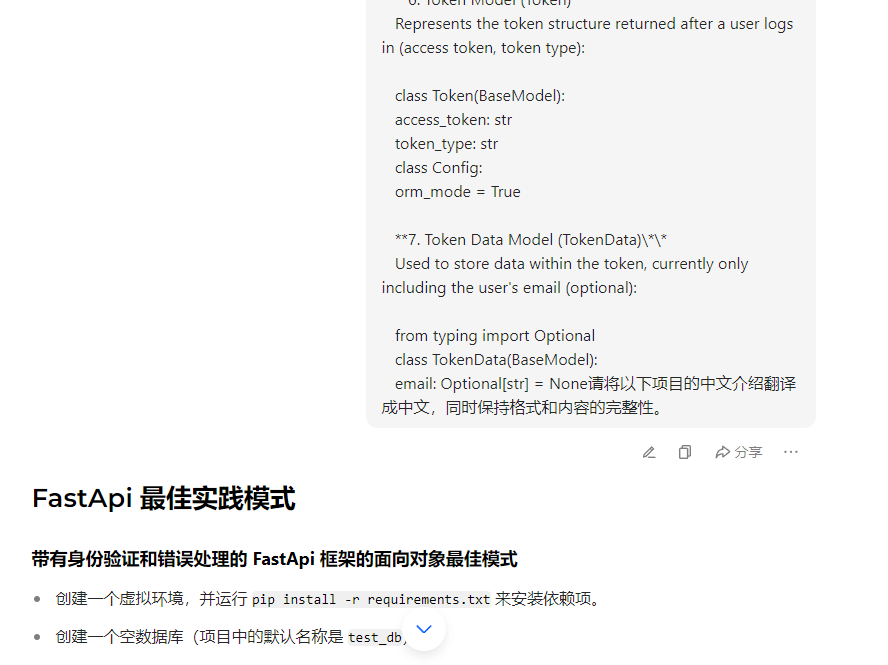 6. Token Model (Token)
Represents the token structure returned after a user logs
in (access token, token type):
class Token(BaseModel):
access_token: str
token_type: str
class Config:
orm_mode = True
**7. Token Data Model (TokenData)\*\*
Used to store data within the token, currently only
including the user's email (optional):
from typing import Optional
class TokenData(BaseModel):
email: Optional[str] = None请将以下项目的中文介绍翻译
成中文，同时保持格式和内容的完整性。
分享
FastApi 最佳实践模式
带有身份验证和错误处理的 FastApi 框架的面向对象最佳模式
创建一个虚拟环境，并运行 pip install -r requirements.txt 来安装依赖项。
创建一个空数据库（项目中的默认名称是 test_db